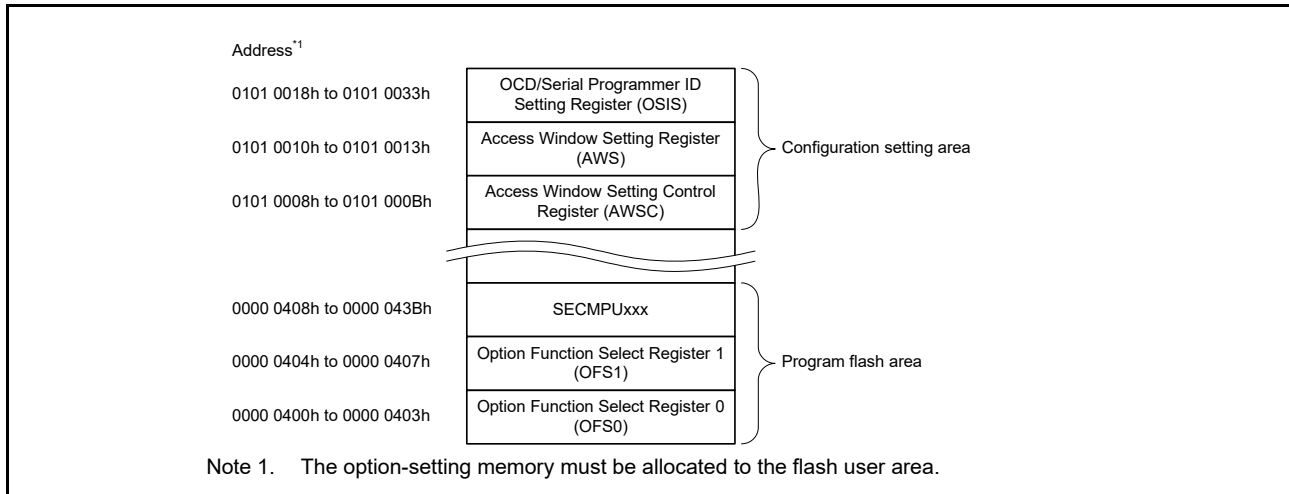 Address*1
0101 0018h to 0101 0033h
OCD/Serial Programmer ID
Setting Register (OSIS)
0101 0010h to 0101 0013h
Access Window Setting Register
(AWS)
Configuration setting area
0101 0008h to 0101 000Bh
Access Window Setting Control
Register (AWSC)
0000 0408h to 0000 043Bh
SECMPUxxx
0000 0404h to 0000 0407h
Option Function Select Register 1
(OFS1)
Program flash area
0000 0400h to 0000 0403h
Option Function Select Register 0
(OFS0)
Note 1. The option-setting memory must be allocated to the flash user area.